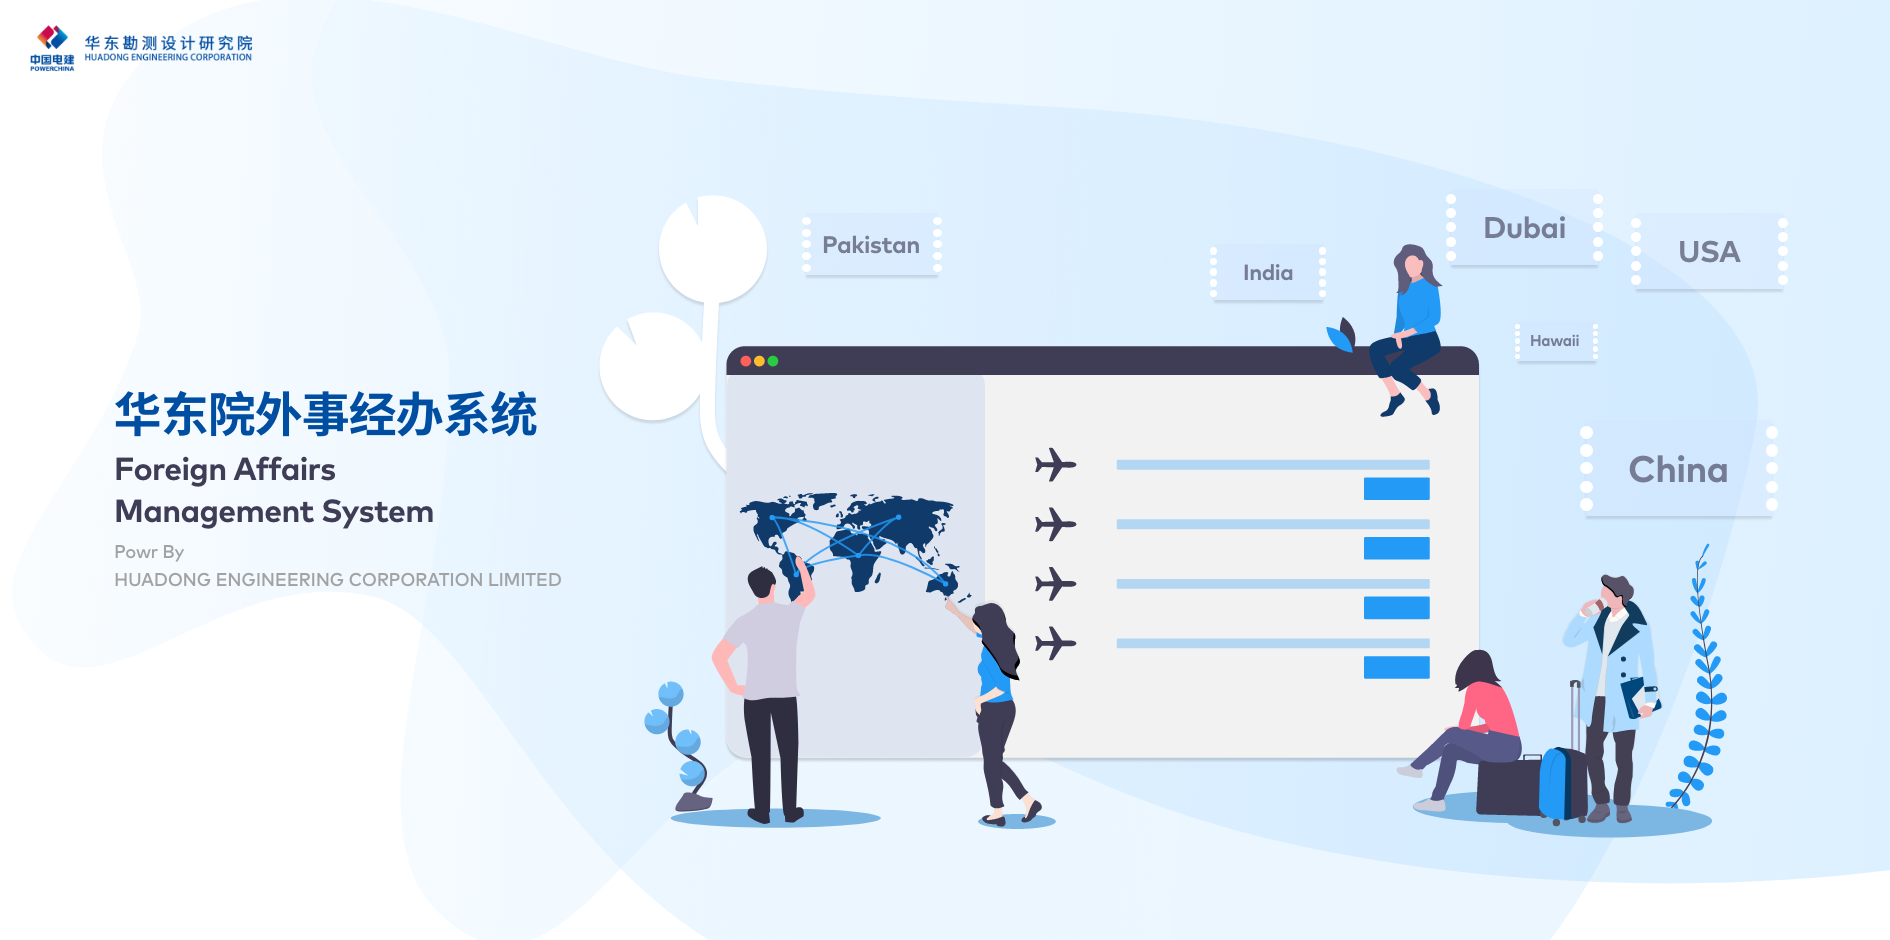 华东勘测设计研究院
HUADONG ENGINEERING CORPORATION
中国电建
POWERCHINA
Pakistan
India
Dubai
USA
Hawaii
China
华东院外事经办系统
Foreign Affairs
Management System
Powr By
HUADONG ENGINEERING CORPORATION LIMITED